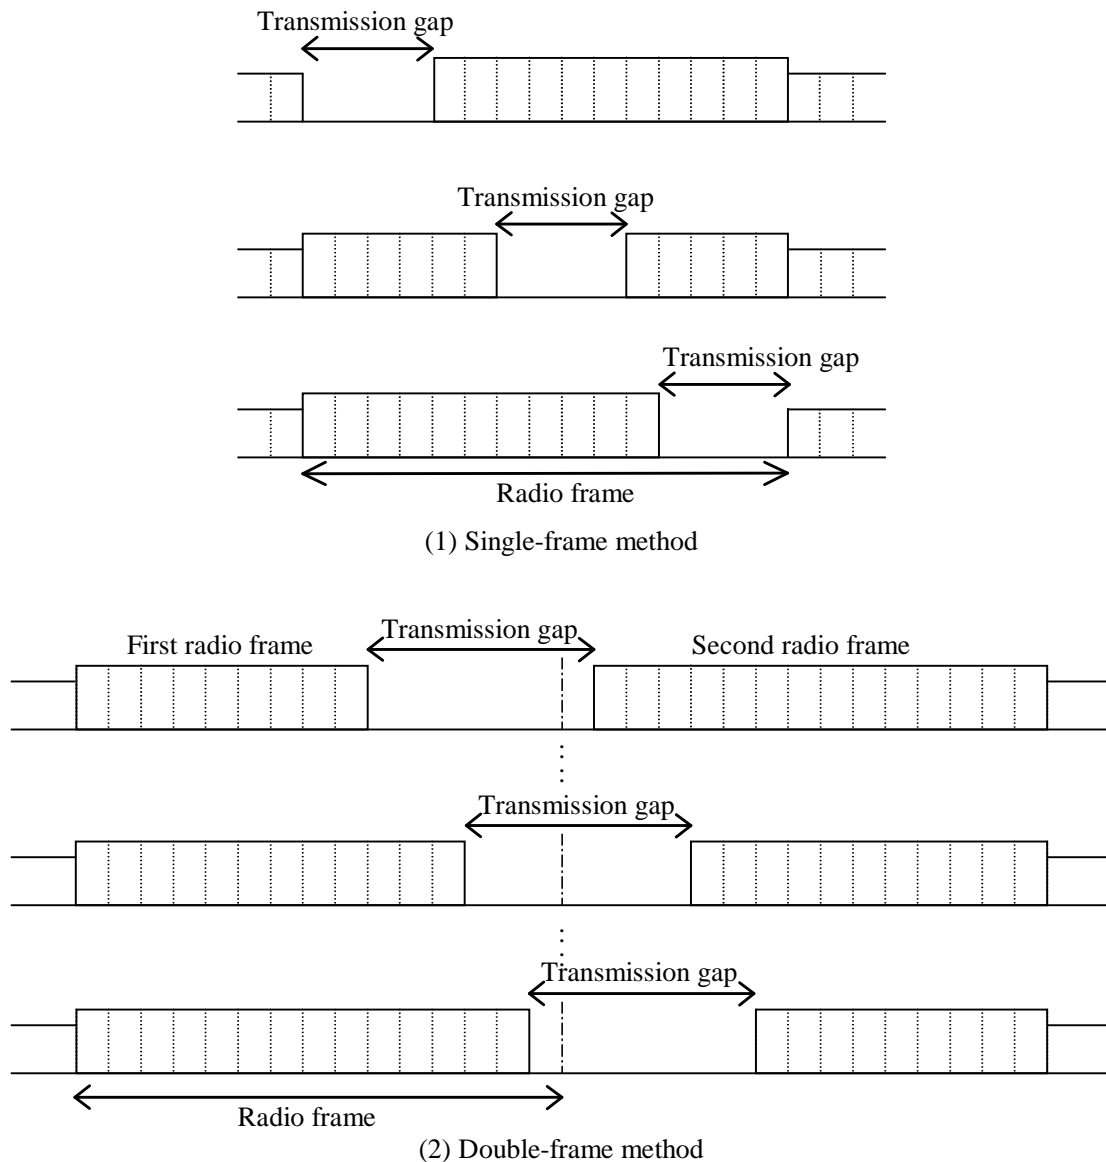 Transmission gap
Transmission gap
Transmission gap
Radio frame
(1) Single-frame method
First radio frame
Transmission gap
Second radio frame
Transmission gap
Transmission gap
Radio frame
(2) Double-frame method